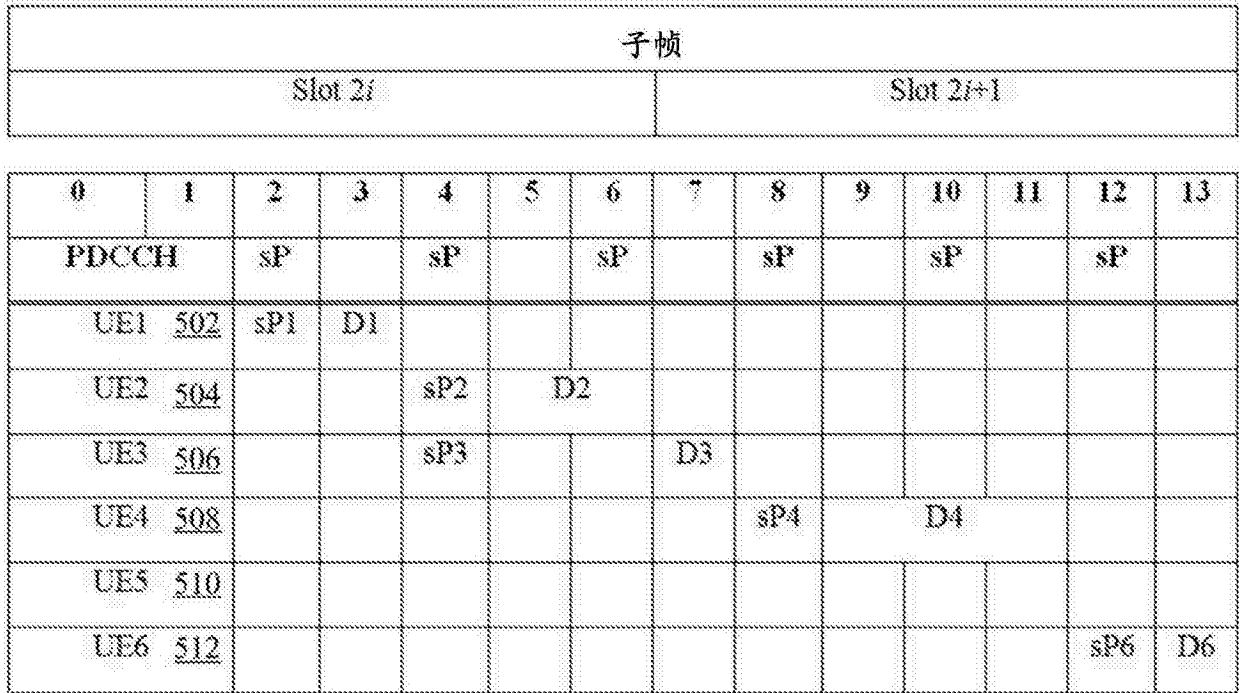 子帧
Slot 2i Slot 2i+1
0 1 2 3 4 5 6 7 8 9 10 11 12 13
PDCCH sP sP sP sP sP sP
UE1 502 sP1 D1
UE2 504 sP2 D2
UE3 506 sP3 D3
UE4 508 sP4 D4
UE5 510
UE6 512 sP6 D6